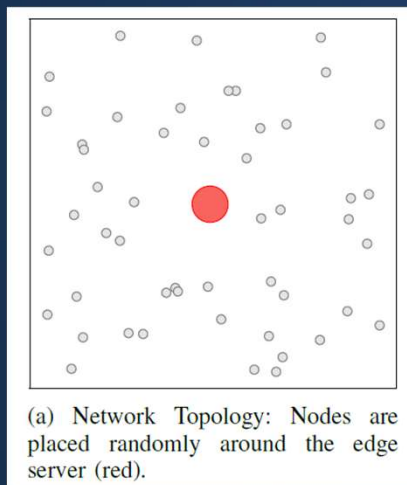 (a) Network Topology: Nodes are
placed randomly around the edge
server (red).